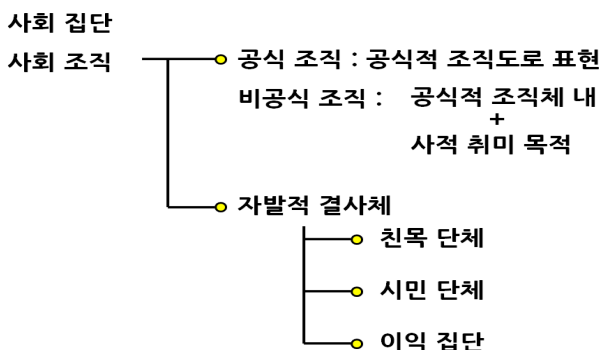 사회 집단
사회 조직
공식 조직 : 공식적 조직도로 표현
비공식 조직 : 공식적 조직체 내
+
사적 취미 목적
자발적 결사체
친목 단체
시민 단체
이익 집단